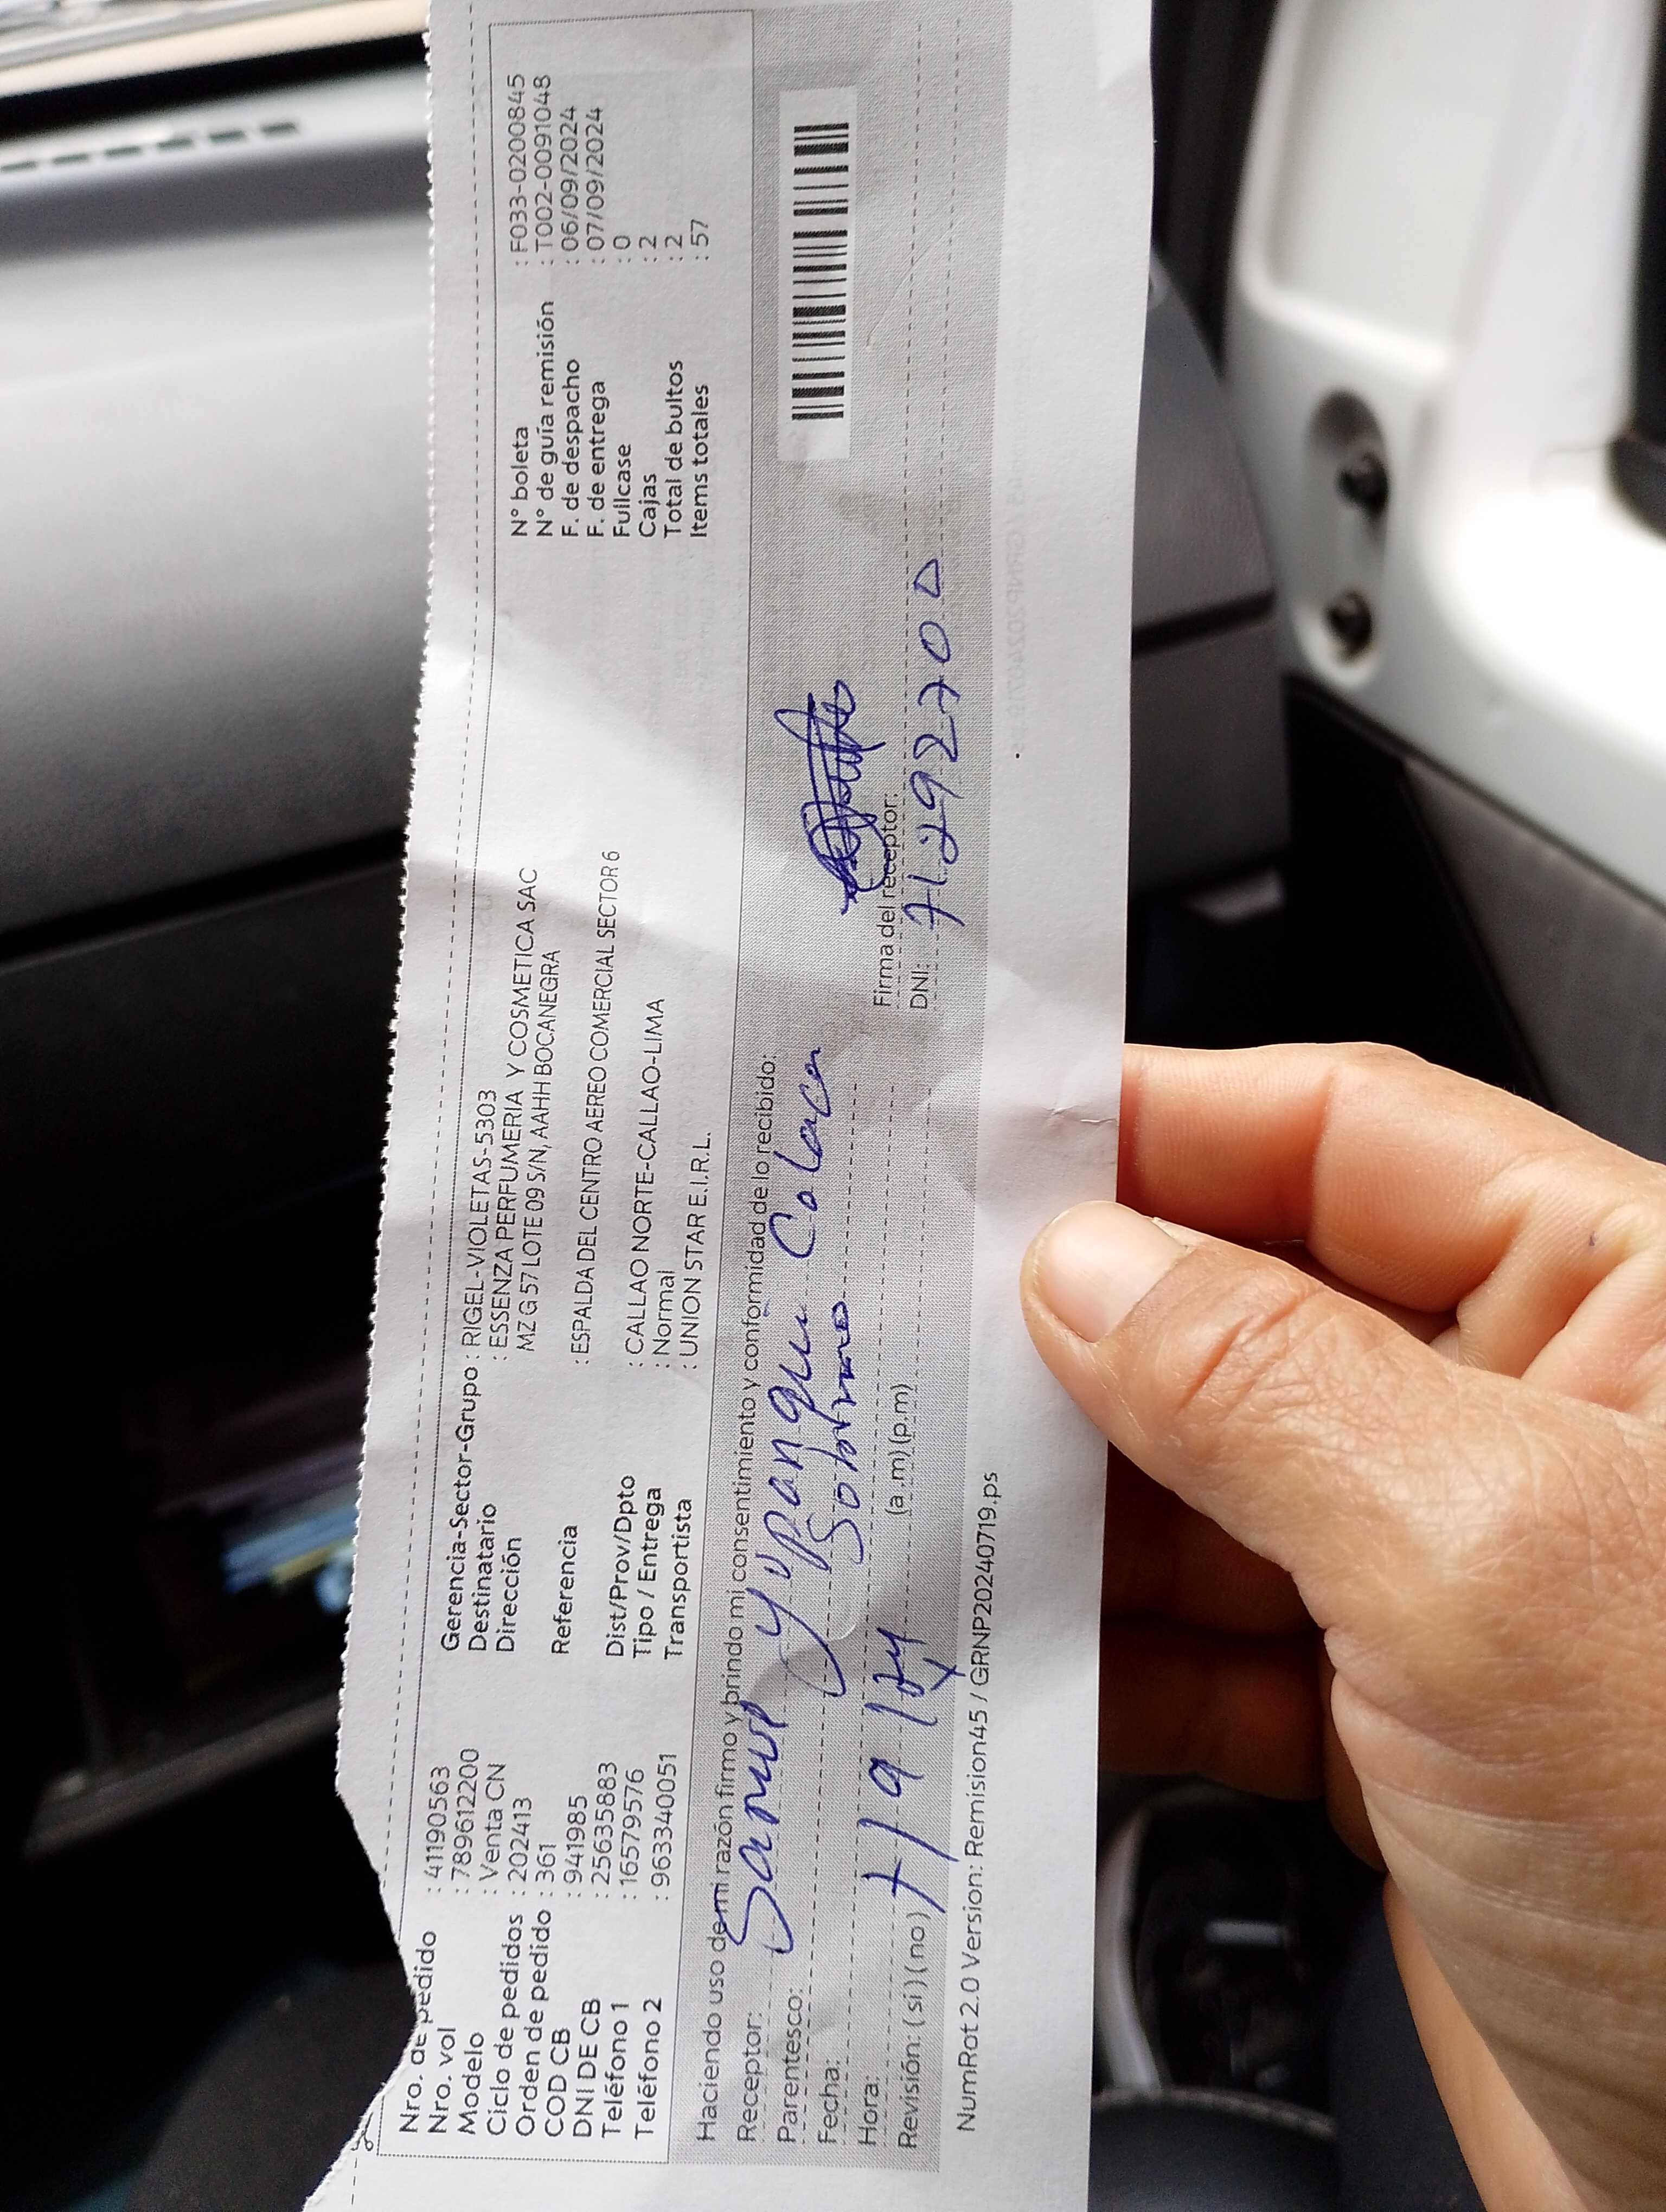 Nro. de pedido : 41190563
Nro. vol : 789612200
Modelo : Venta CN
Ciclo de pedidos : 202413
Orden de pedido : 361
COD CB : 941985
DNI DE CB : 25635883
Teléfono 1 : 16579576
Teléfono 2 : 963340051
Gerencia-Sector-Grupo : RIGEL-VIOLETAS-5303
Destinatario : ESSENZA PERFUMERIA Y COSMETICA SAC
Dirección MZ G 57 LOTE 09 S/N, AAHH BOCANEGRA
Referencia : ESPALDA DEL CENTRO AEREO COMERCIAL SECTOR 6
Dist/Prov/Dpto : CALLAO NORTE-CALLAO-LIMA
Tipo / Entrega : Normal
Transportista : UNION STAR E.I.R.L.
N° boleta : F033-0200845
N° de guía remisión : T002-0091048
F. de despacho : 06/09/2024
F. de entrega : 07/09/2024
Fullcase : 0
Cajas : 2
Total de bultos : 2
Items totales : 57
Haciendo uso de mi razón firmo y brindo mi consentimiento y conformidad de lo recibido:
Receptor: Yupanqui
Parentesco: Sobrino
Fecha: 7/9/24
Hora: (a.m) (p.m)
Revisión: (si) (no)
Firma del receptor:
DNI: 71292700
NumRot 2.0 Version: Remision45 / GRNP20240719.ps